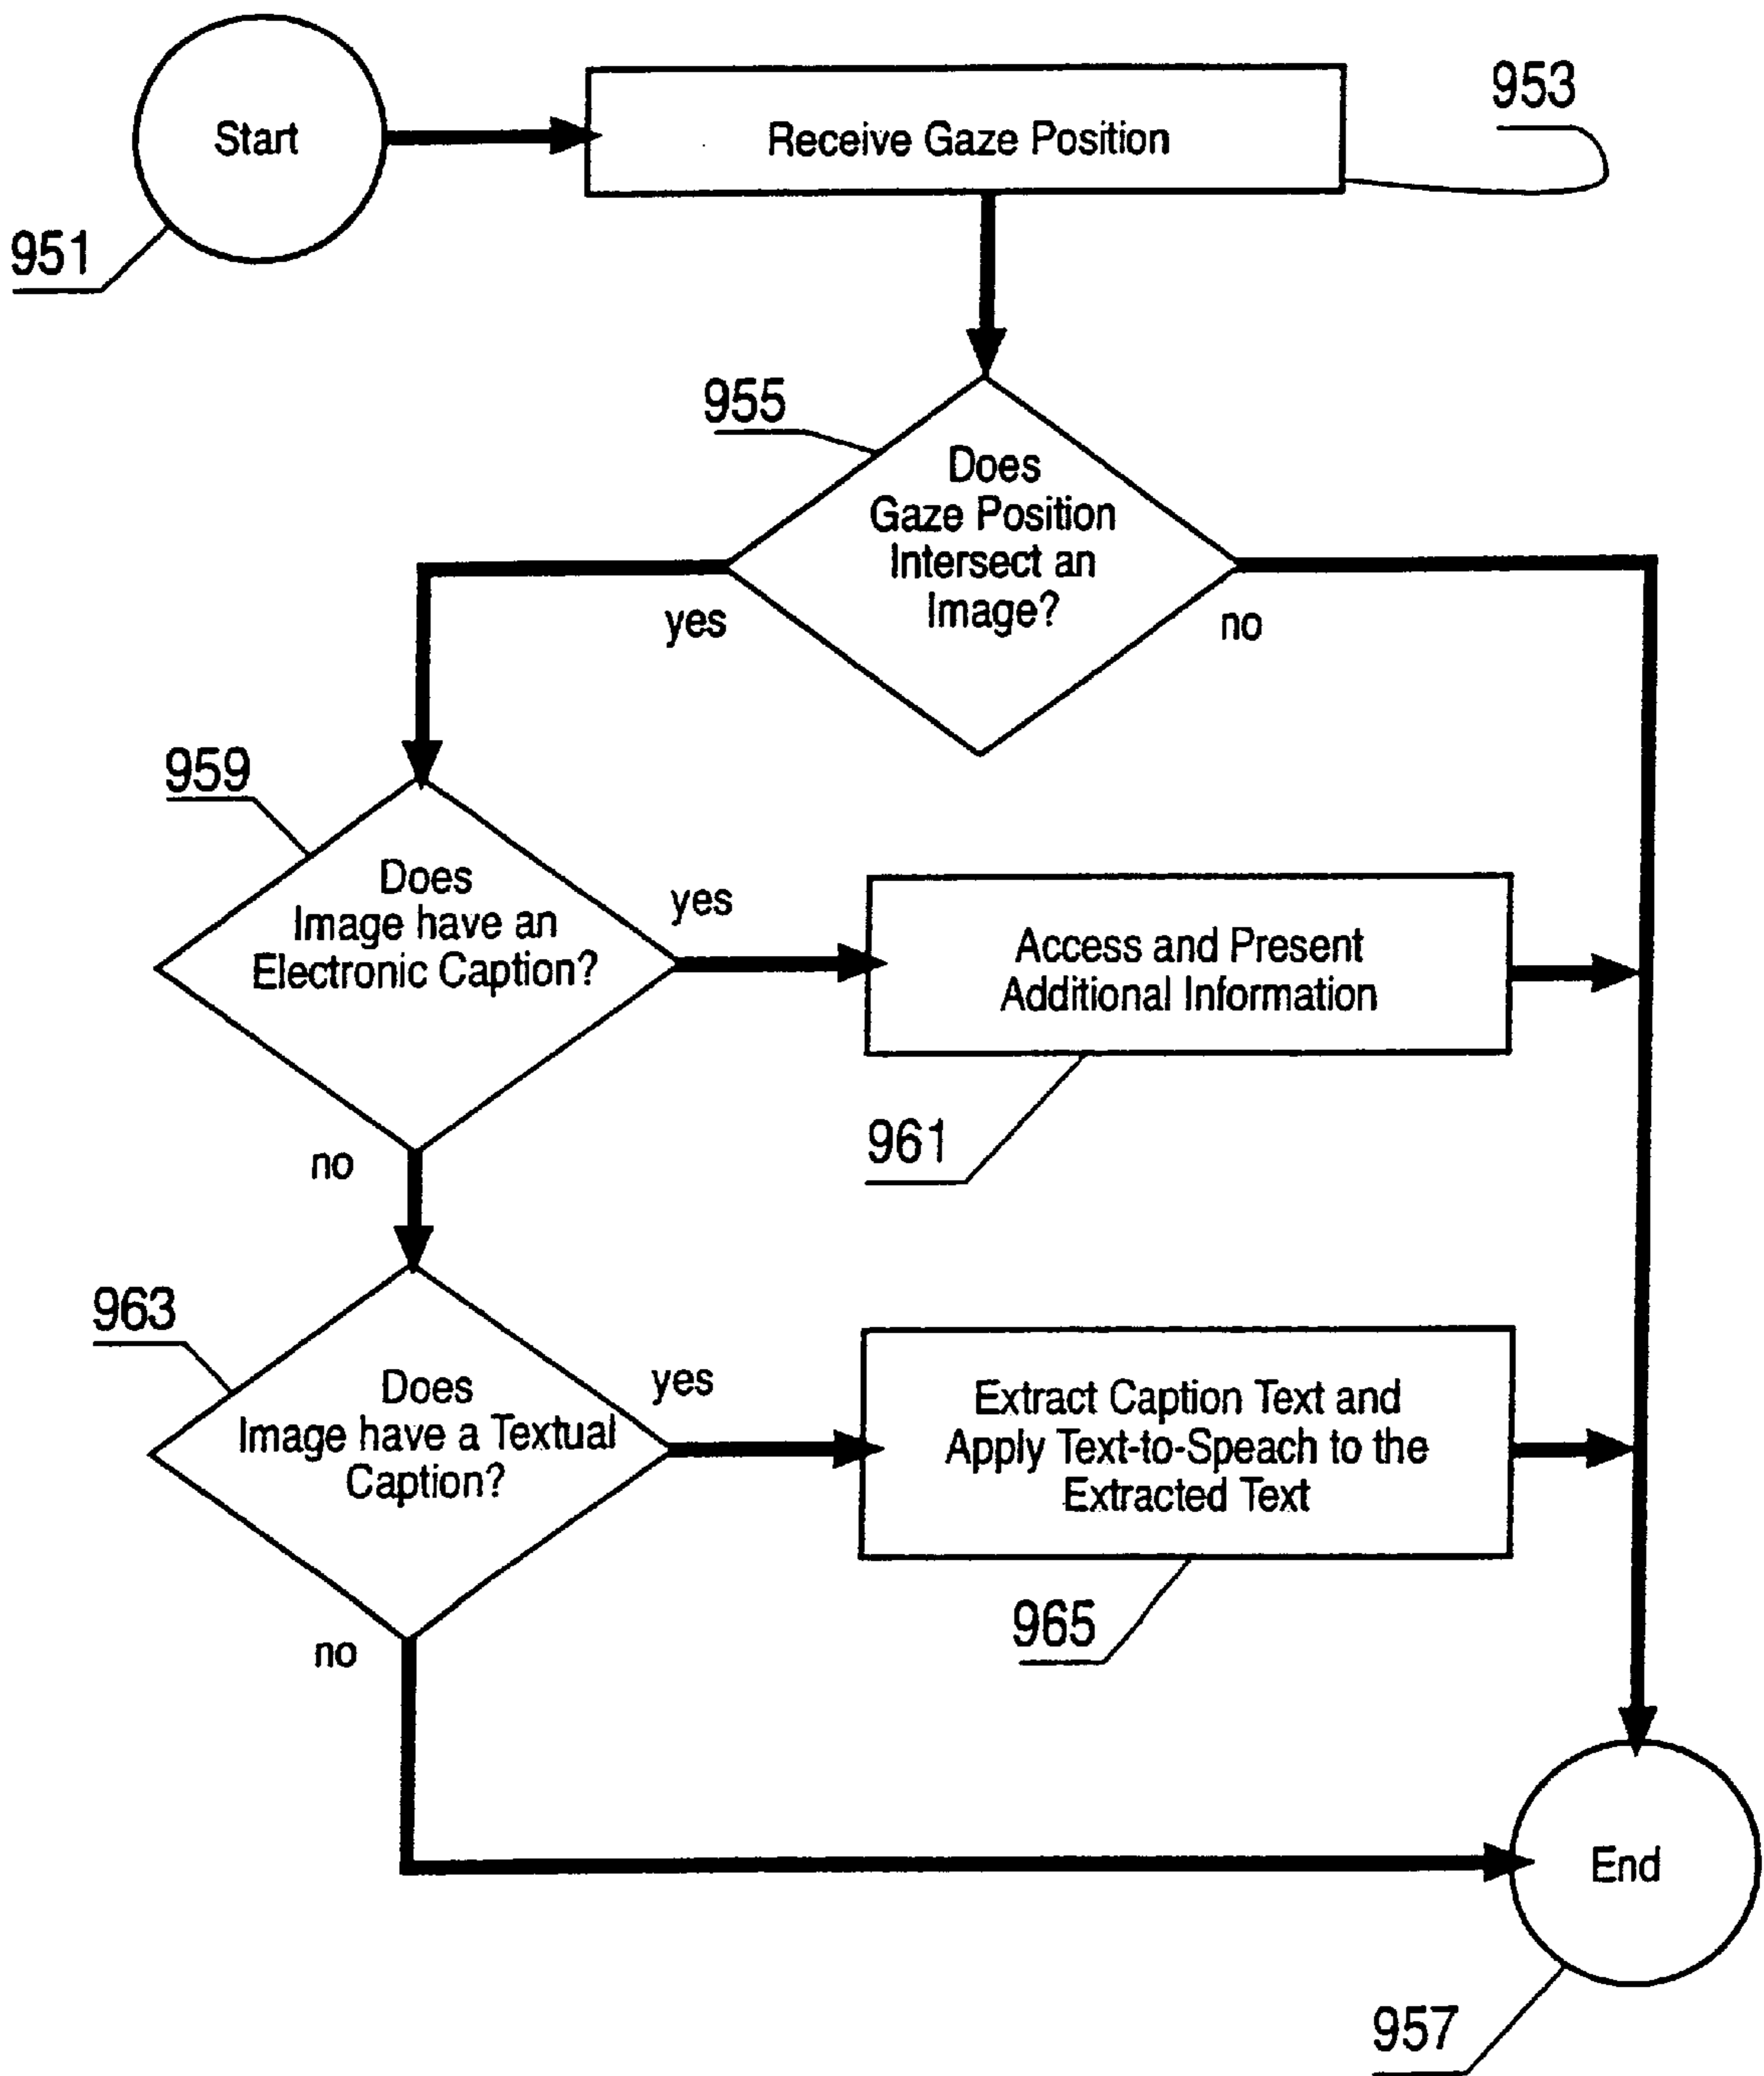 Start
951
Receive Gaze Position
953
955
Does
Gaze Position
Intersect an
Image?
yes
no
959
Does
Image have an
Electronic Caption?
yes
no
Access and Present
Additional Information
961
963
Does
Image have a Textual
Caption?
yes
no
Extract Caption Text and
Apply Text-to-Speach to the
Extracted Text
965
End
957